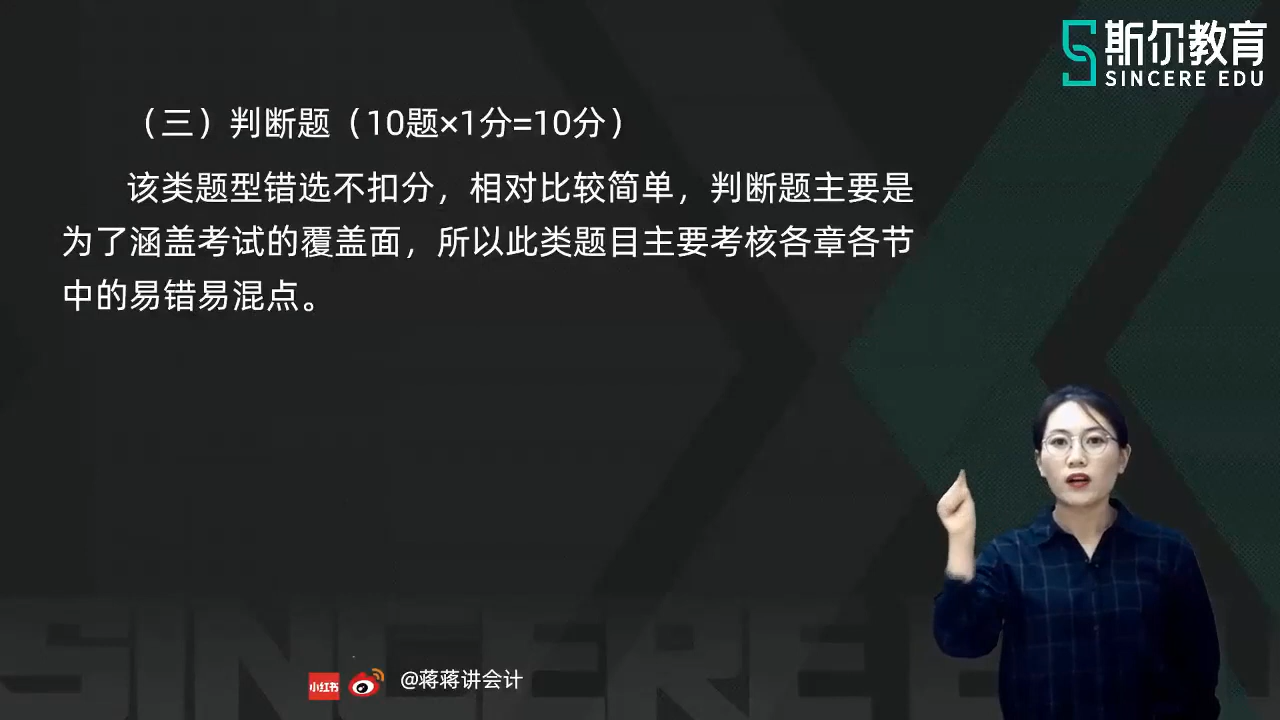 斯尔教育
SINCERE EDU
（三）判断题（10题×1分=10分）
该类题型错选不扣分，相对比较简单，判断题主要是
为了涵盖考试的覆盖面，所以此类题目主要考核各章各节
中的易错易混点。
SINCERE E
小红书
@蒋蒋讲会计